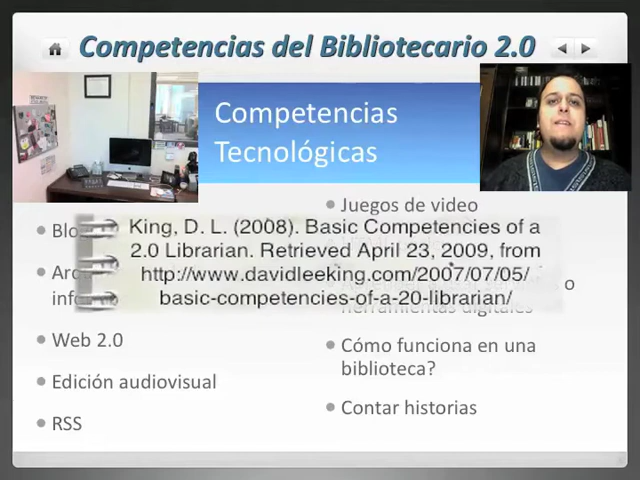 Competencias del Bibliotecario 2.0
Competencias
Tecnológicas
King, D. L. (2008). Basic Competencies of a
2.0 Librarian. Retrieved April 23, 2009, from
http://www.davidleeking.com/2007/07/05/
basic-competencies-of-a-20-librarian/
Web 2.0
Edición audiovisual
RSS
Juegos de video
herramientas digitales
Cómo funciona en una
biblioteca?
Contar historias